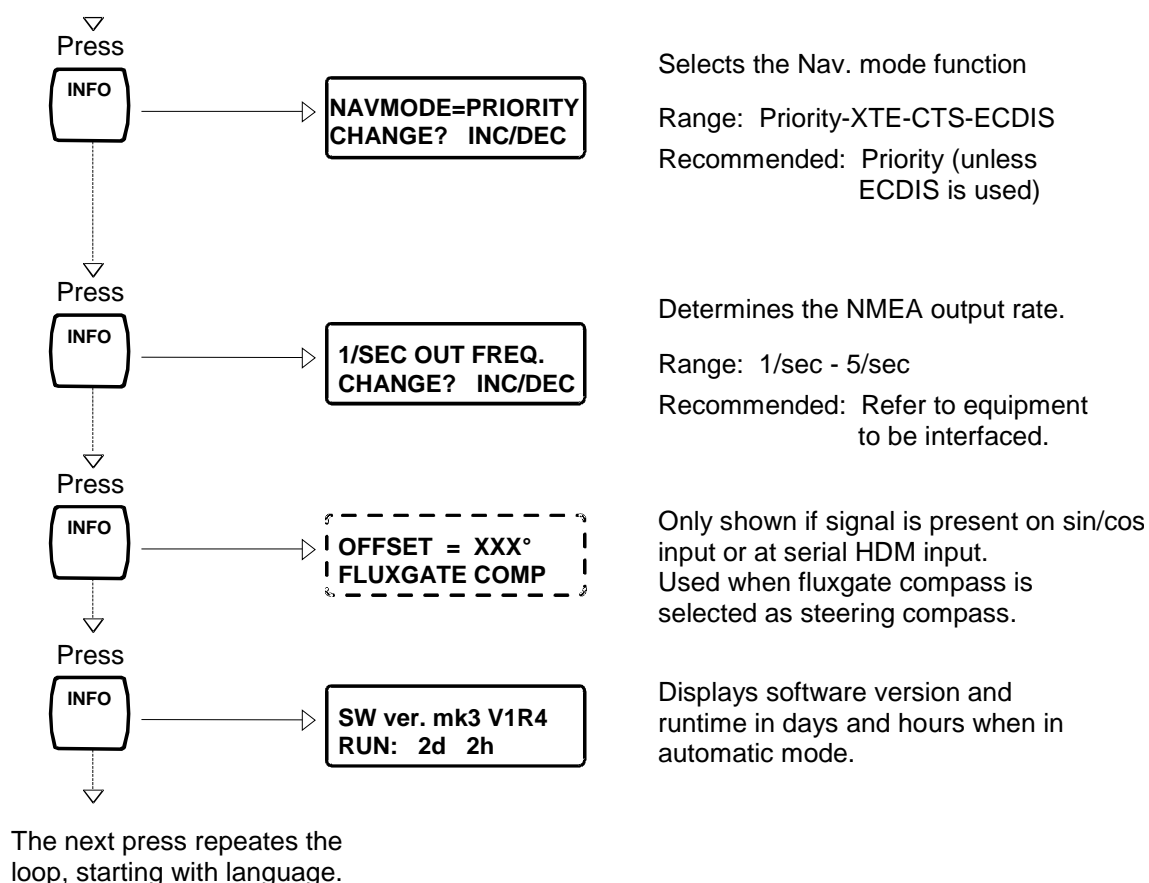 Press
INFO
NAVMODE=PRIORITY
CHANGE? INC/DEC
Selects the Nav. mode function
Range: Priority-XTE-CTS-ECDIS
Recommended: Priority (unless
ECDIS is used)
Press
INFO
1/SEC OUT FREQ.
CHANGE? INC/DEC
Determines the NMEA output rate.
Range: 1/sec - 5/sec
Recommended: Refer to equipment
to be interfaced.
Press
INFO
OFFSET = XXX°
FLUXGATE COMP
Only shown if signal is present on sin/cos
input or at serial HDM input.
Used when fluxgate compass is
selected as steering compass.
Press
INFO
SW ver. mk3 V1R4
RUN: 2d 2h
Displays software version and
runtime in days and hours when in
automatic mode.
The next press repeates the
loop, starting with language.